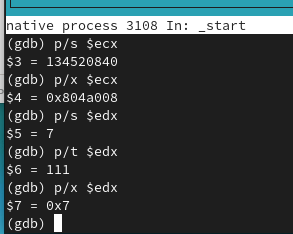 native process 3108 In: _start
(gdb) p/s $ecx
$3 = 134520840
(gdb) p/x $ecx
$4 = 0x804a008
(gdb) p/s $edx
$5 = 7
(gdb) p/t $edx
$6 = 111
(gdb) p/x $edx
$7 = 0x7
(gdb)